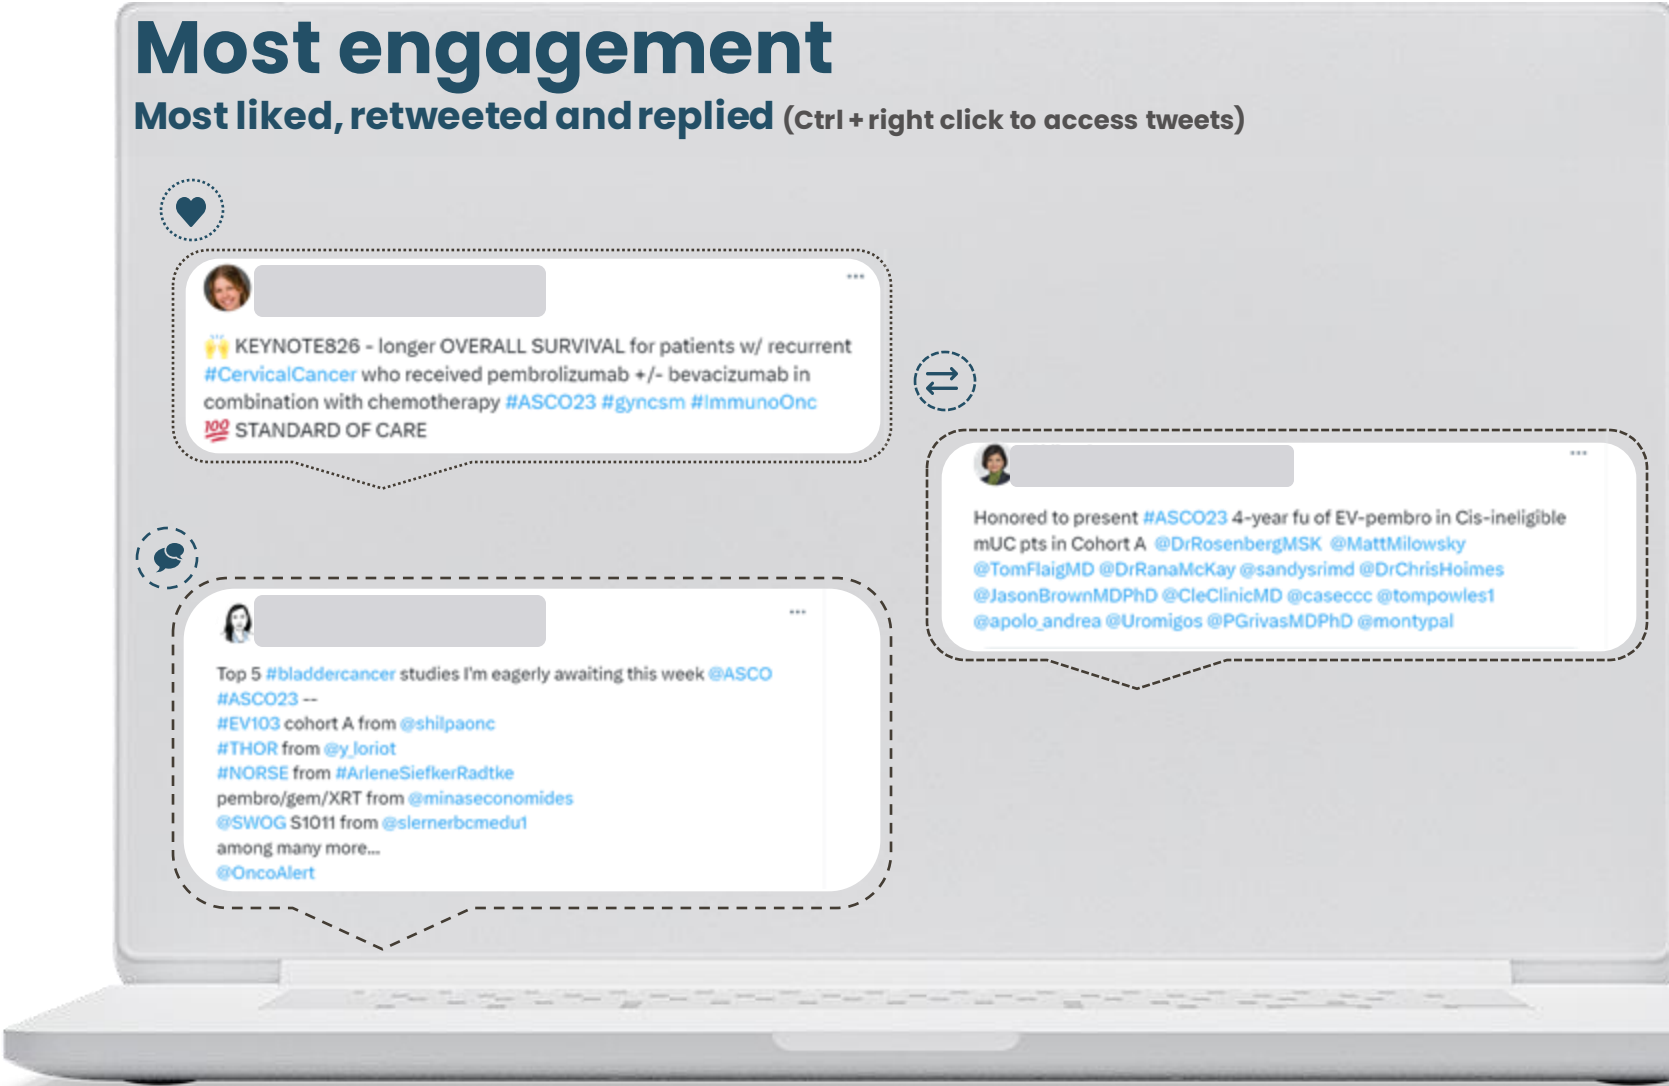 Most engagement
Most liked, retweeted and replied (Ctrl + right click to access tweets)
🙌 KEYNOTE826 - longer OVERALL SURVIVAL for patients w/ recurrent
#CervicalCancer who received pembrolizumab +/- bevacizumab in
combination with chemotherapy #ASCO23 #gyncsm #ImmunoOnc
💯 STANDARD OF CARE
Honored to present #ASCO23 4-year fu of EV-pembro in Cis-ineligible
mUC pts in Cohort A @DrRosenbergMSK @MattMilowsky
@TomFlaigMD @DrRanaMcKay @sandysrimd @DrChrisHoimes
@JasonBrownMDPhD @CleClinicMD @caseccc @tompowles1
@apolo_andrea @Uromigos @PGrivasMDPhD @montypal
Top 5 #bladdercancer studies I'm eagerly awaiting this week @ASCO
#ASCO23 --
#EV103 cohort A from @shilpaonc
#THOR from @y_loriot
#NORSE from #ArleneSiefkerRadtke
pembro/gem/XRT from @minaseconomides
@SWOG S1011 from @slernerbcmedu1
among many more...
@OncoAlert